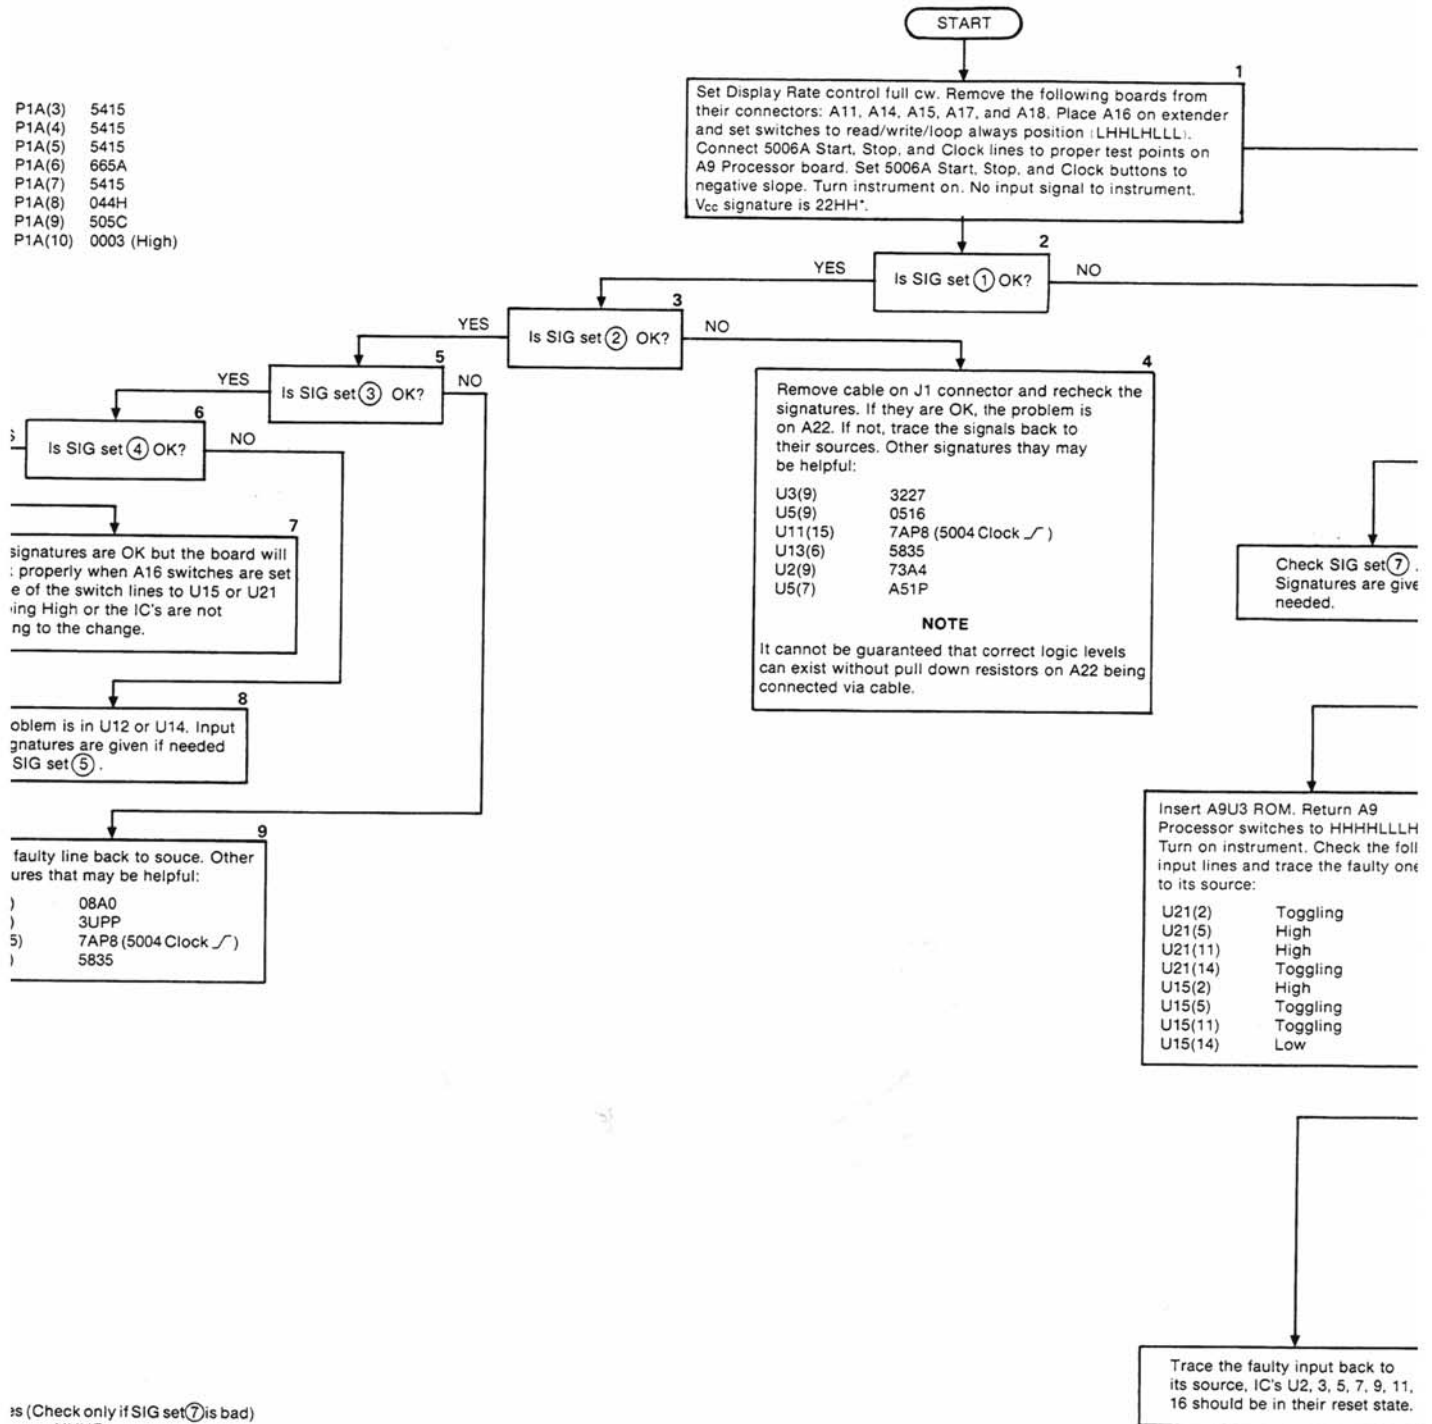 START
1
Set Display Rate control full cw. Remove the following boards from
their connectors: A11, A14, A15, A17, and A18. Place A16 on extender
and set switches to read/write/loop always position (LHHLHLLL).
Connect 5006A Start, Stop, and Clock lines to proper test points on
A9 Processor board. Set 5006A Start, Stop, and Clock buttons to
negative slope. Turn instrument on. No input signal to instrument.
Vcc signature is 22HH*.
P1A(3) 5415
P1A(4) 5415
P1A(5) 5415
P1A(6) 665A
P1A(7) 5415
P1A(8) 044H
P1A(9) 505C
P1A(10) 0003 (High)
2
YES
Is SIG set ① OK?
NO
3
YES
Is SIG set ② OK?
NO
5
YES
Is SIG set ③ OK?
NO
6
Is SIG set ④ OK?
NO
4
Remove cable on J1 connector and recheck the
signatures. If they are OK, the problem is
on A22. If not, trace the signals back to
their sources. Other signatures thay may
be helpful:
U3(9) 3227
U5(9) 0516
U11(15) 7AP8 (5004 Clock ⌠)
U13(6) 5835
U2(9) 73A4
U5(7) A51P
NOTE
It cannot be guaranteed that correct logic levels
can exist without pull down resistors on A22 being
connected via cable.
7
signatures are OK but the board will
properly when A16 switches are set
e of the switch lines to U15 or U21
ing High or the IC's are not
ng to the change.
8
oblem is in U12 or U14. Input
gnatures are given if needed
SIG set ⑤.
9
faulty line back to souce. Other
ures that may be helpful:
) 08A0
) 3UPP
5) 7AP8 (5004 Clock ⌠)
) 5835
Check SIG set ⑦.
Signatures are give
needed.
Insert A9U3 ROM. Return A9
Processor switches to HHHHLLLH
Turn on instrument. Check the foll
input lines and trace the faulty one
to its source:
U21(2) Toggling
U21(5) High
U21(11) High
U21(14) Toggling
U15(2) High
U15(5) Toggling
U15(11) Toggling
U15(14) Low
Trace the faulty input back to
its source, IC's U2, 3, 5, 7, 9, 11,
16 should be in their reset state.
es (Check only if SIG set ⑦ is bad)